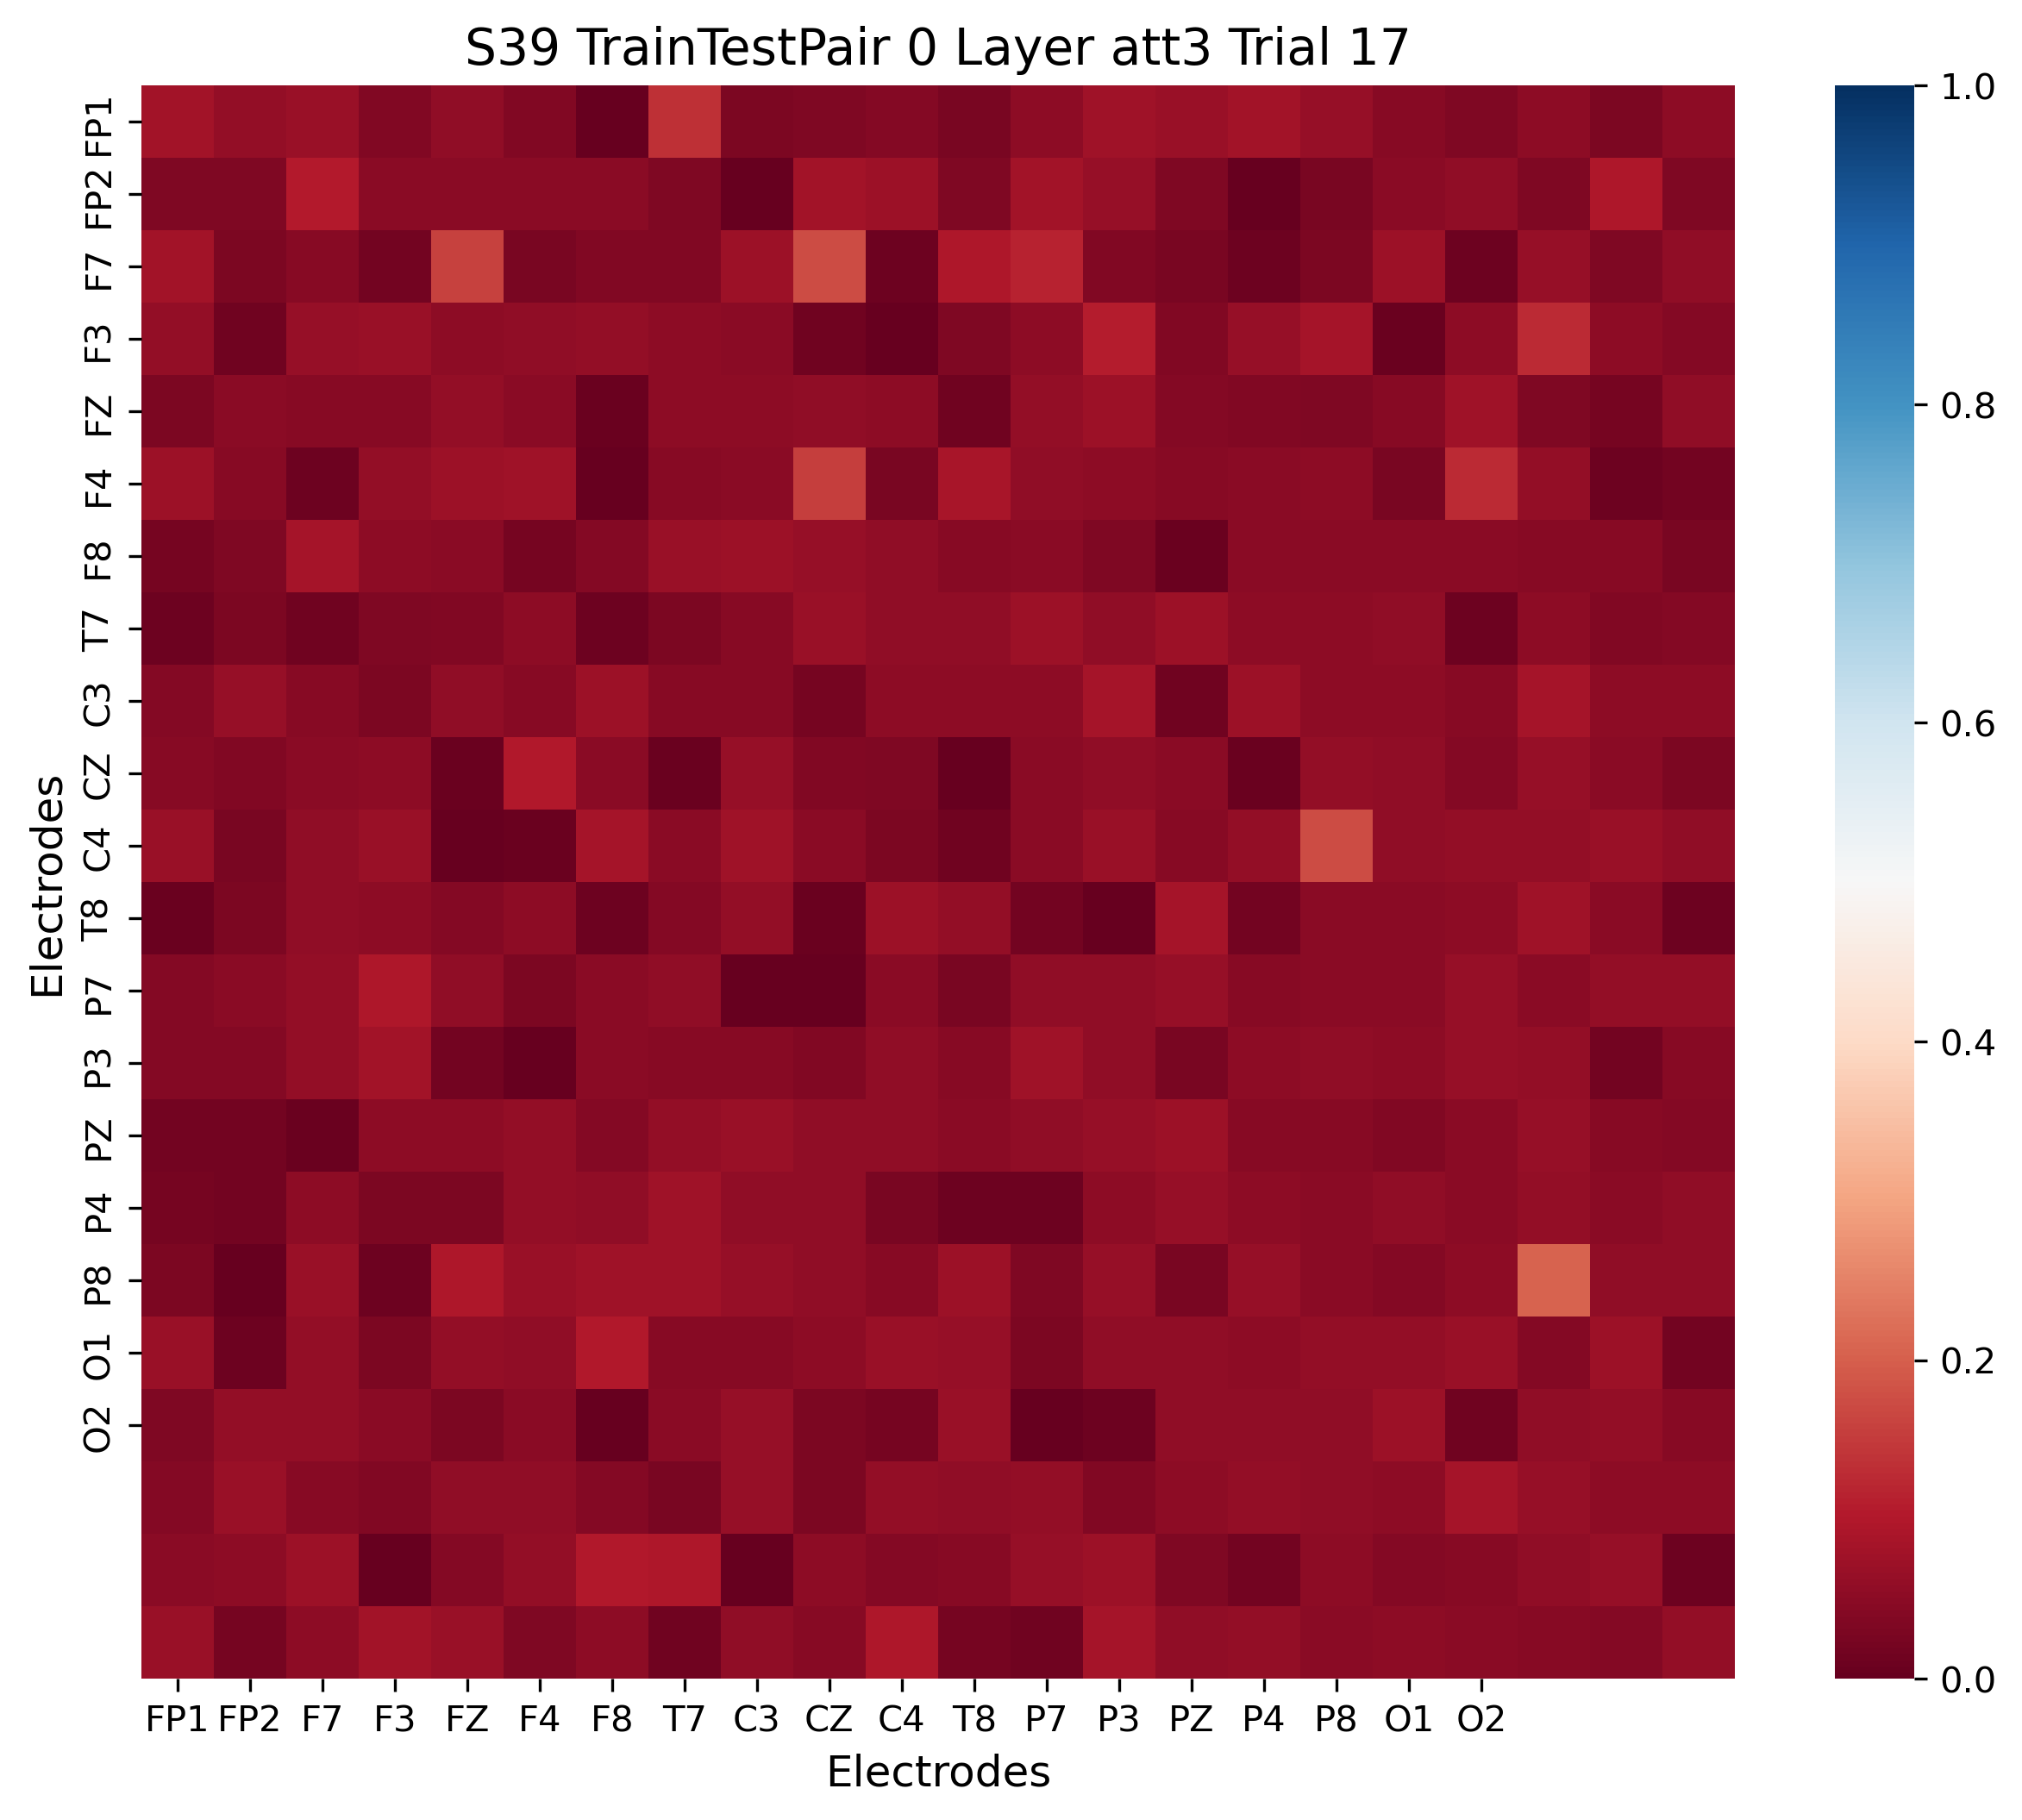 S39 TrainTestPair 0 Layer att3 Trial 17
Electrodes
FP1
FP2
F7
F3
FZ
F4
F8
T7
C3
CZ
C4
T8
P7
P3
PZ
P4
P8
O1
O2
FP1 FP2 F7 F3 FZ F4 F8 T7 C3 CZ C4 T8 P7 P3 PZ P4 P8 O1 O2
Electrodes
1.0
0.8
0.6
0.4
0.2
0.0